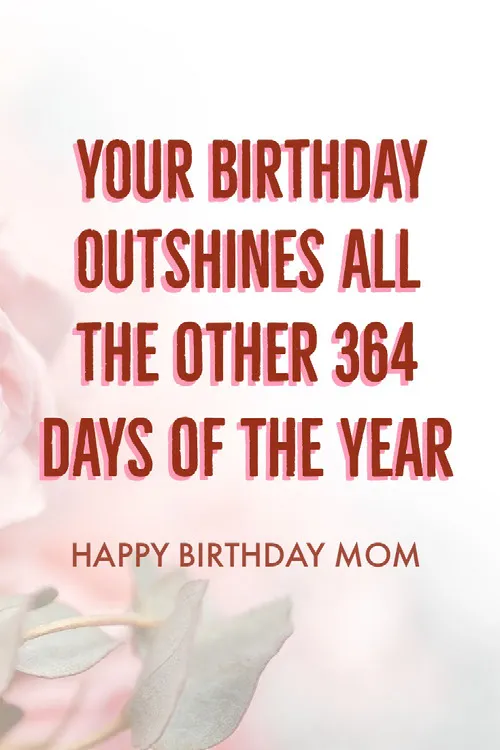 YOUR BIRTHDAY
OUTSHINES ALL
THE OTHER 364
DAYS OF THE YEAR
HAPPY BIRTHDAY MOM